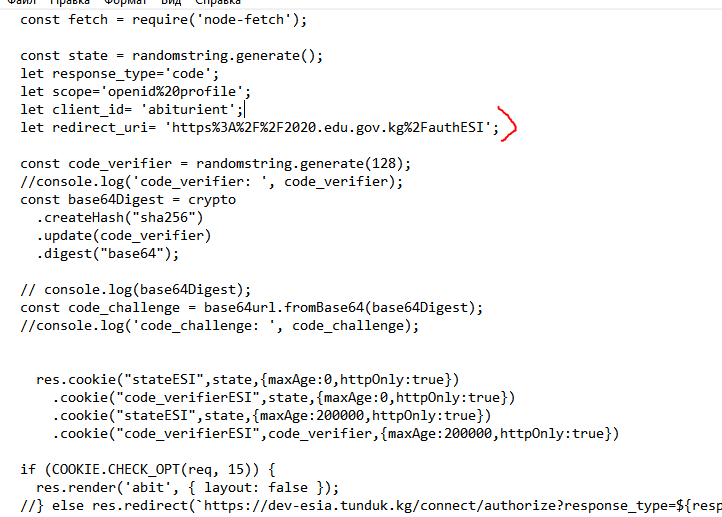 Файл Правка Формат Вид Справка
const fetch = require('node-fetch');
const state = randomstring.generate();
let response_type='code';
let scope='openid%20profile';
let client_id= 'abiturient';
let redirect_uri= 'https%3A%2F%2F2020.edu.gov.kg%2FauthESI';
const code_verifier = randomstring.generate(128);
//console.log('code_verifier: ', code_verifier);
const base64Digest = crypto
.createHash("sha256")
.update(code_verifier)
.digest("base64");
// console.log(base64Digest);
const code_challenge = base64url.fromBase64(base64Digest);
//console.log('code_challenge: ', code_challenge);
res.cookie("stateESI",state,{maxAge:0,httpOnly:true})
.cookie("code_verifierESI",state,{maxAge:0,httpOnly:true})
.cookie("stateESI",state,{maxAge:200000,httpOnly:true})
.cookie("code_verifierESI",code_verifier,{maxAge:200000,httpOnly:true})
if (COOKIE.CHECK_OPT(req, 15)) {
res.render('abit', { layout: false });
//} else res.redirect(`https://dev-esia.tunduk.kg/connect/authorize?response_type=${resp